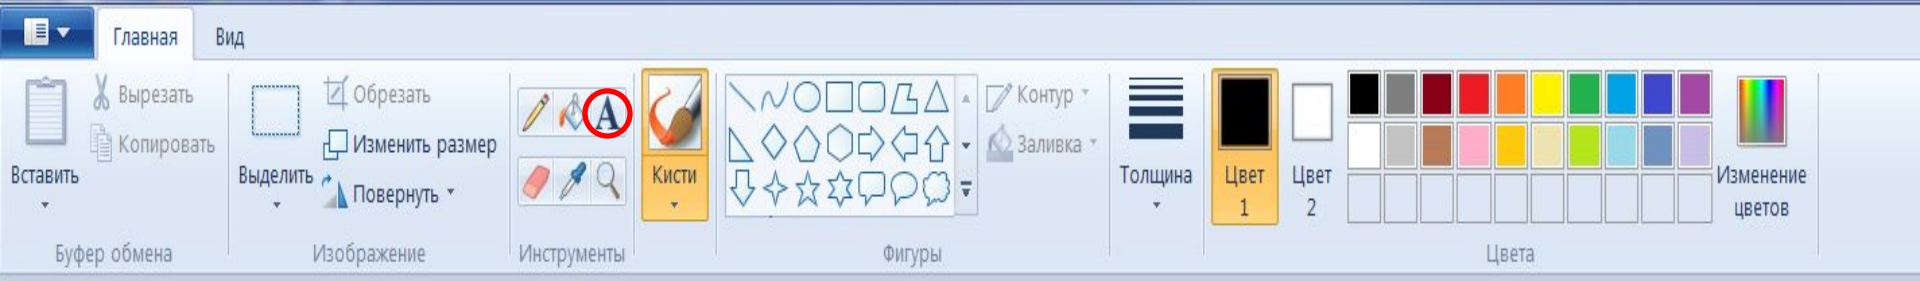 Главная Вид
Вставить
Вырезать
Копировать
Буфер обмена
Выделить
Обрезать
Изменить размер
Повернуть
Изображение
A
Инструменты
Кисти
Контур
Заливка
Фигуры
Толщина
Цвет
1
Цвет
2
Изменение
цветов
Цвета